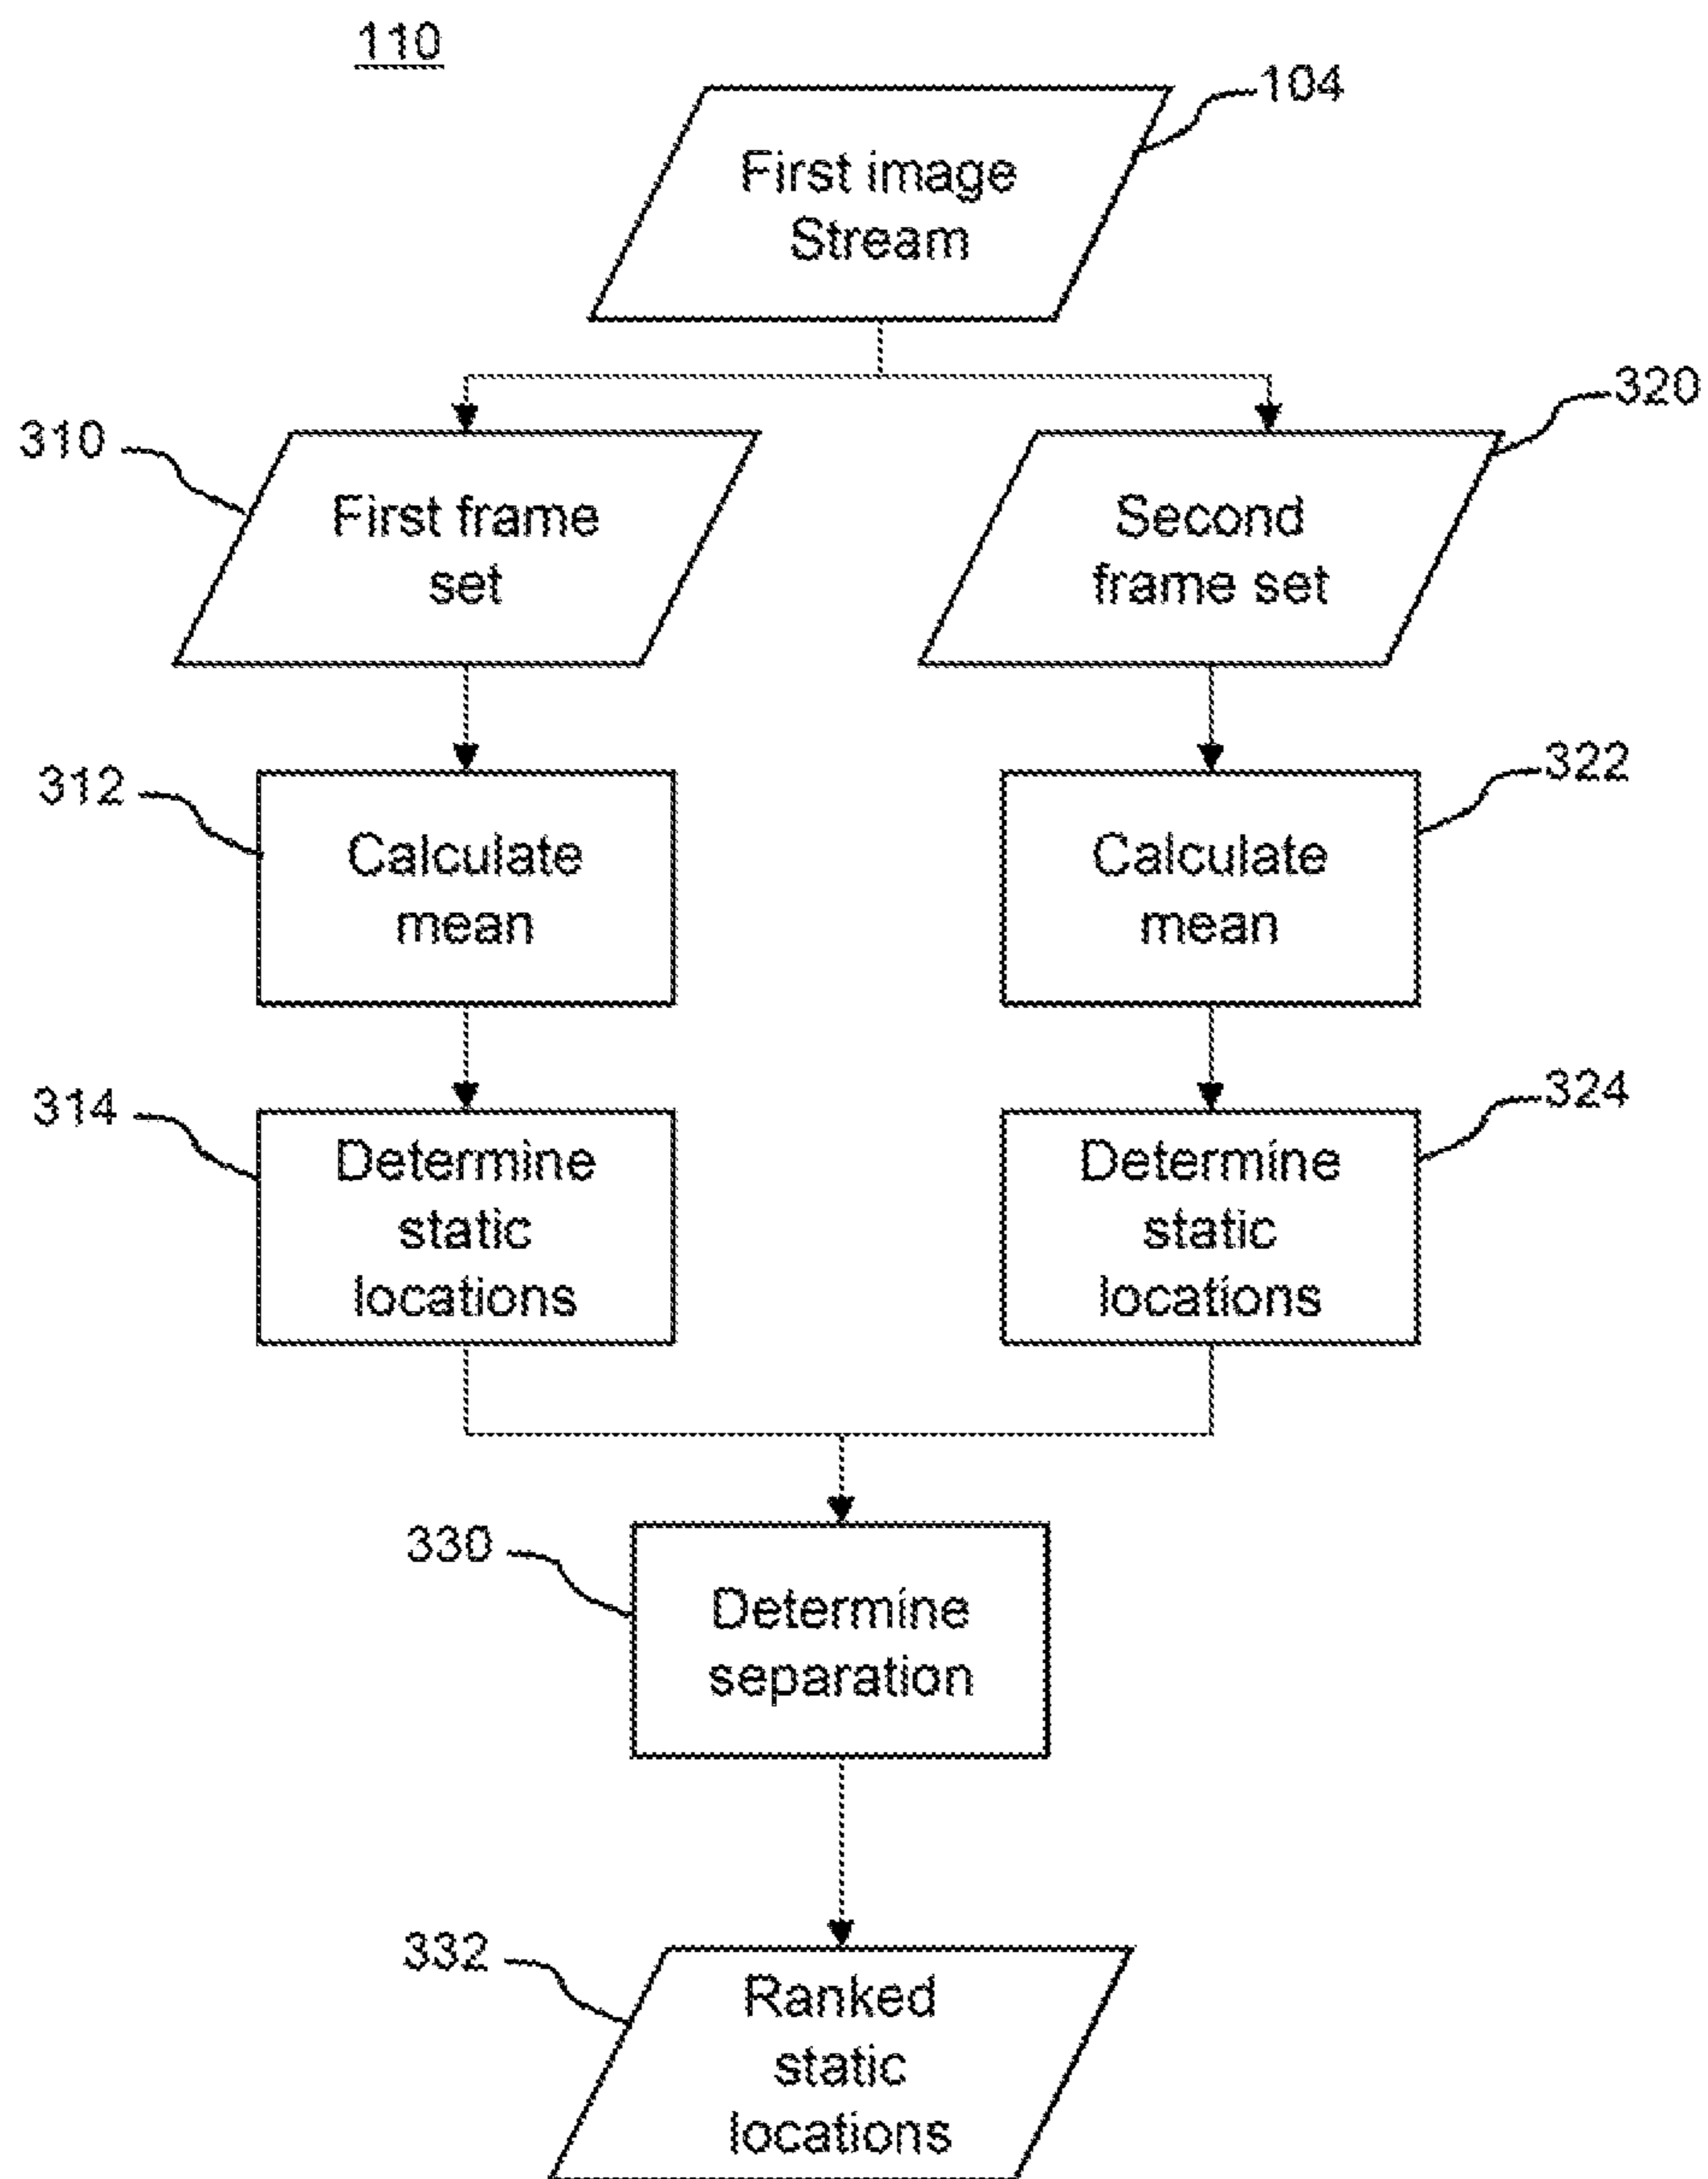 110
104
First image
Stream
310
320
First frame
set
Second
frame set
312
322
Calculate
mean
Calculate
mean
314
324
Determine
static
locations
Determine
static
locations
330
Determine
separation
332
Ranked
static
locations